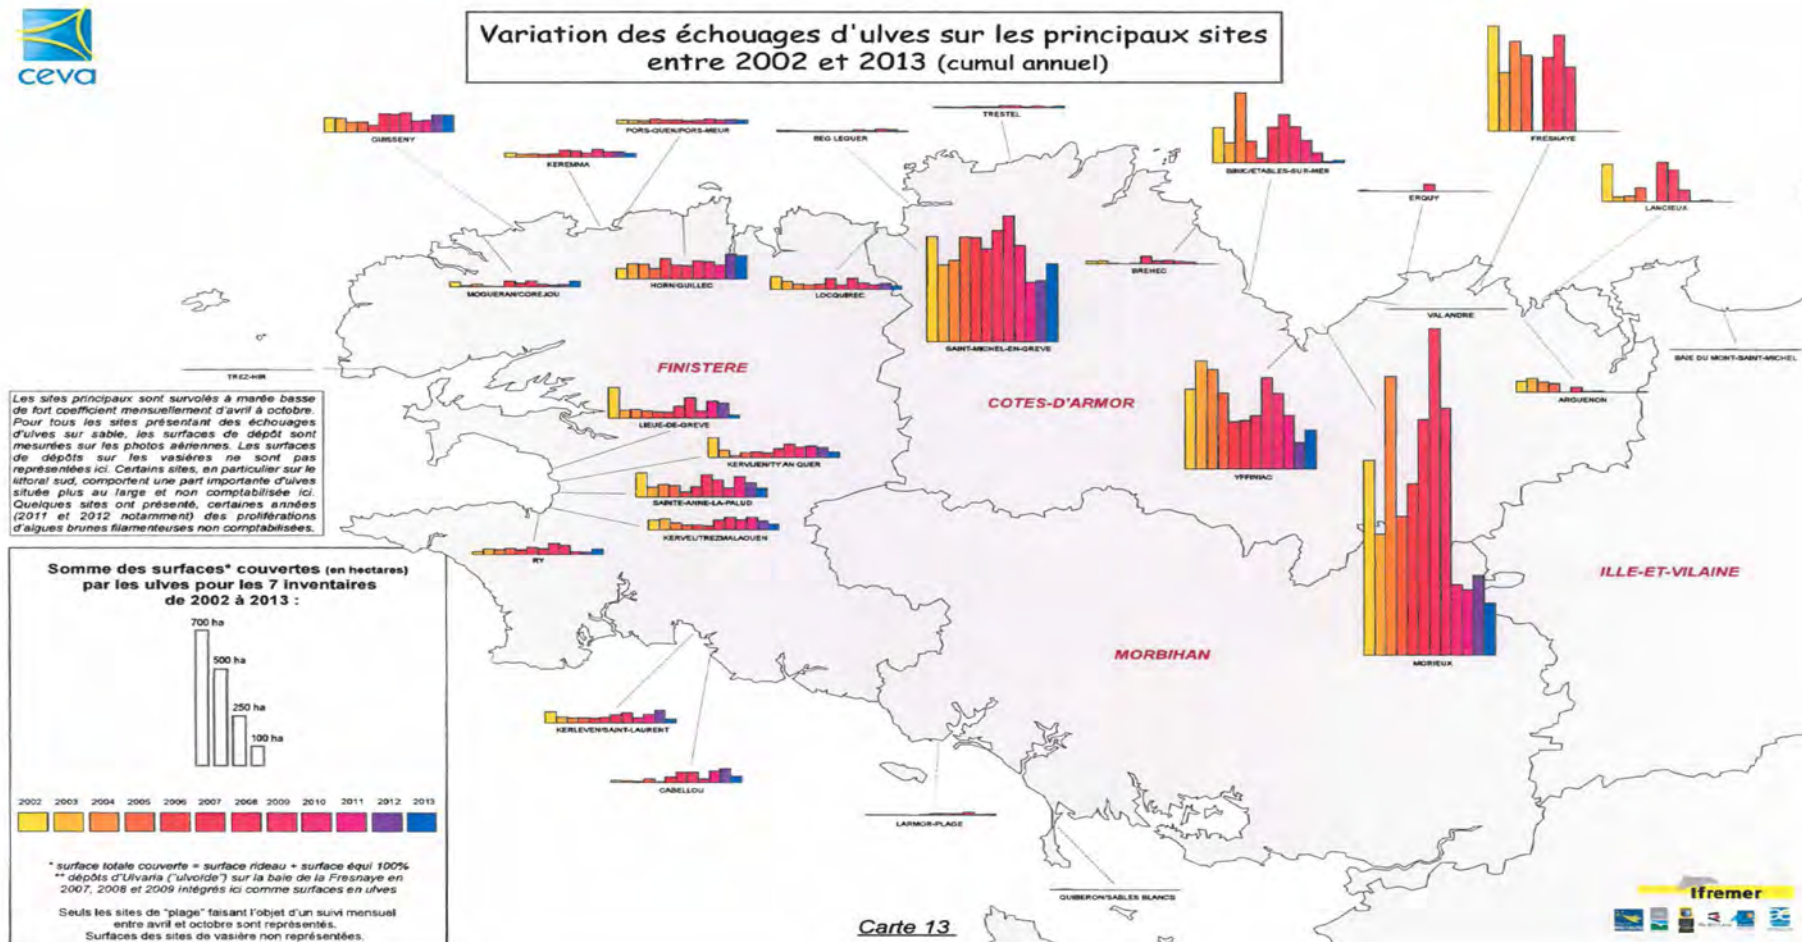 ceva
Variation des échouages d'ulves sur les principaux sites
entre 2002 et 2013 (cumul annuel)
GUISSENY
PORS-QUEN/PORS-MEUR
KEREMMA
BEG LEGUER
TRESTEL
BINIC/ETABLES-SUR-MER
FRESNAYE
ERQUY
LANCIEUX
MOGUERAN/COREJOU
HORN/GUILLEC
LOCQUIREC
SAINT-MICHEL-EN-GREVE
BREHEC
VALANDRE
BAIE DU MONT-SAINT-MICHEL
TREZ-HIR
FINISTERE
COTES-D'ARMOR
ARGUENON
Les sites principaux sont survolés à marée basse
de fort coefficient mensuellement d'avril à octobre.
Pour tous les sites présentant des échouages
d'ulves sur sable, les surfaces de dépôt sont
mesurées sur les photos aériennes. Les surfaces
de dépôts sur les vasières ne sont pas
représentées ici. Certains sites, en particulier sur le
littoral sud, comportent une part importante d'ulves
située plus au large et non comptabilisée ici.
Quelques sites ont présenté, certaines années
(2011 et 2012 notamment) des proliférations
d'algues brunes filamenteuses non comptabilisées.
LIEUE-DE-GREVE
KERVIJEN/TY AN QUER
SAINTE-ANNE-LA-PALUD
KERVEL/TREZMALAOUEN
RY
YFFINIAC
MORIEUX
ILLE-ET-VILAINE
MORBIHAN
Somme des surfaces* couvertes (en hectares)
par les ulves pour les 7 inventaires
de 2002 à 2013 :
700 ha
500 ha
250 ha
100 ha
2002 2003 2004 2005 2006 2007 2008 2009 2010 2011 2012 2013
* surface totale couverte = surface rideau + surface équi 100%
** dépôts d'Ulvaria ("ulvoïde") sur la baie de la Fresnaye en
2007, 2008 et 2009 intégrés ici comme surfaces en ulves
Seuls les sites de "plage" faisant l'objet d'un suivi mensuel
entre avril et octobre sont représentés.
Surfaces des sites de vasière non représentées.
KERLEVEN/SAINT-LAURENT
CABELLOU
LARMOR-PLAGE
QUIBERON/SABLES BLANCS
Carte 13
Ifremer